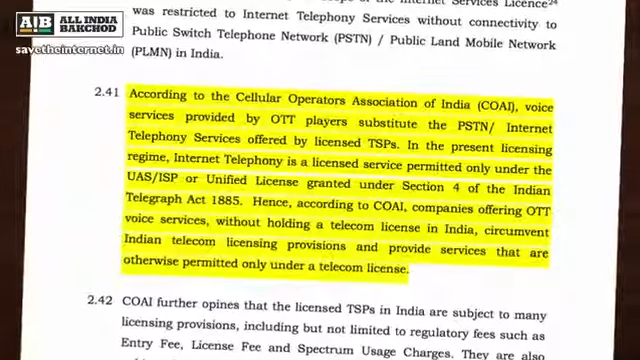 AIB ALL INDIA
BAKCHOD
savetheinternet.in
Services Licence24
was restricted to Internet Telephony Services without connectivity to
Public Switch Telephone Network (PSTN) / Public Land Mobile Network
(PLMN) in India.
2.41 According to the Cellular Operators Association of India (COAI), voice
services provided by OTT players substitute the PSTN/ Internet
Telephony Services offered by licensed TSPs. In the present licensing
regime, Internet Telephony is a licensed service permitted only under the
UAS/ISP or Unified License granted under Section 4 of the Indian
Telegraph Act 1885. Hence, according to COAI, companies offering OTT
voice services, without holding a telecom license in India, circumvent
Indian telecom licensing provisions and provide services that are
otherwise permitted only under a telecom license.
2.42 COAI further opines that the licensed TSPs in India are subject to many
licensing provisions, including but not limited to regulatory fees such as
Entry Fee, License Fee and Spectrum Usage Charges. They are also